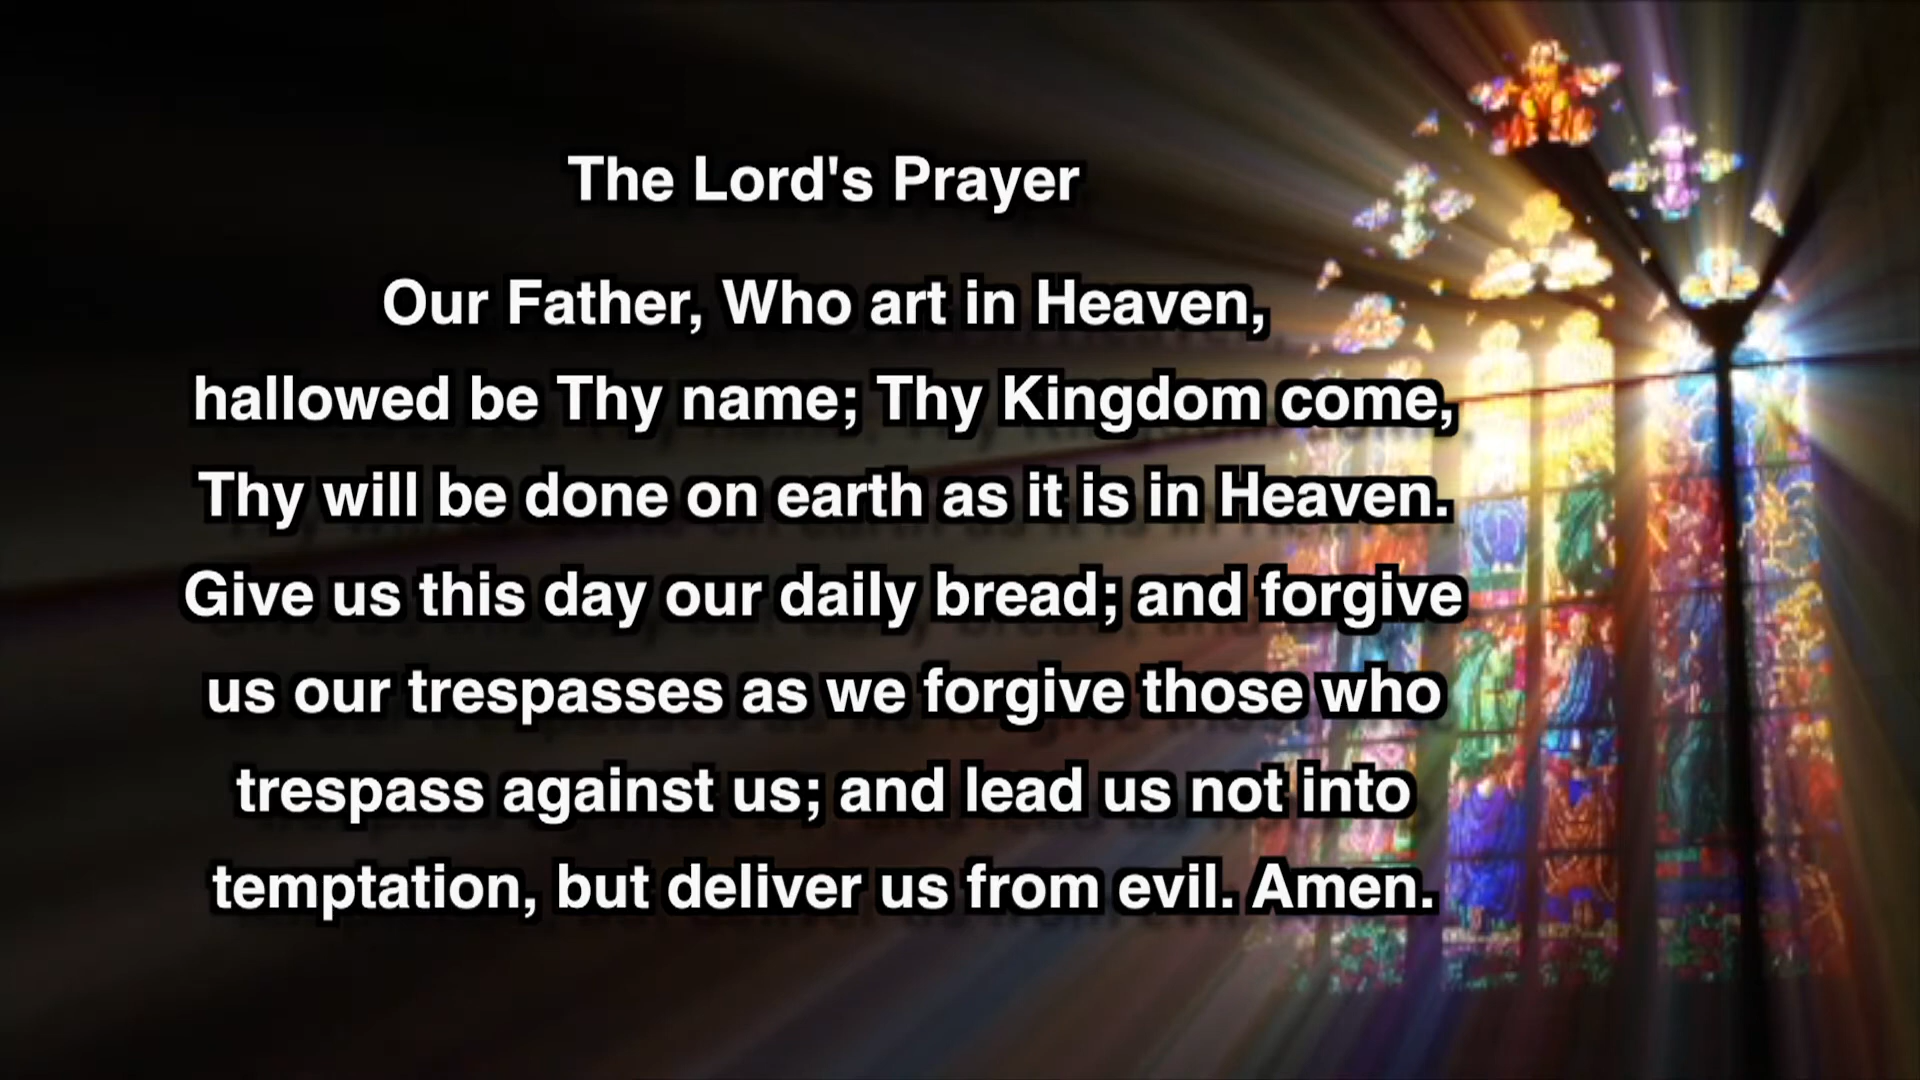 The Lord's Prayer
Our Father, Who art in Heaven,
hallowed be Thy name; Thy Kingdom come,
Thy will be done on earth as it is in Heaven.
Give us this day our daily bread; and forgive
us our trespasses as we forgive those who
trespass against us; and lead us not into
temptation, but deliver us from evil. Amen.